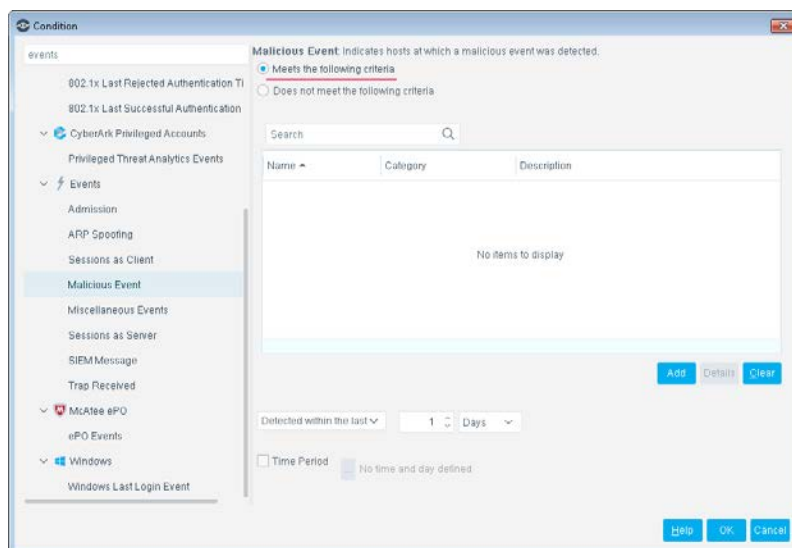 Condition
events
802.1x Last Rejected Authentication Ti
802.1x Last Successful Authentication
CyberArk Privileged Accounts
Privileged Threat Analytics Events
Events
Admission
ARP Spoofing
Sessions as Client
Malicious Event
Miscellaneous Events
Sessions as Server
SIEM Message
Trap Received
McAfee ePO
ePO Events
Windows
Windows Last Login Event
Malicious Event: Indicates hosts at which a malicious event was detected.
Meets the following criteria
Does not meet the following criteria
Search
Name Category Description
No items to display
Add Details Clear
Detected within the last 1 Days
Time Period ... No time and day defined
Help OK Cancel